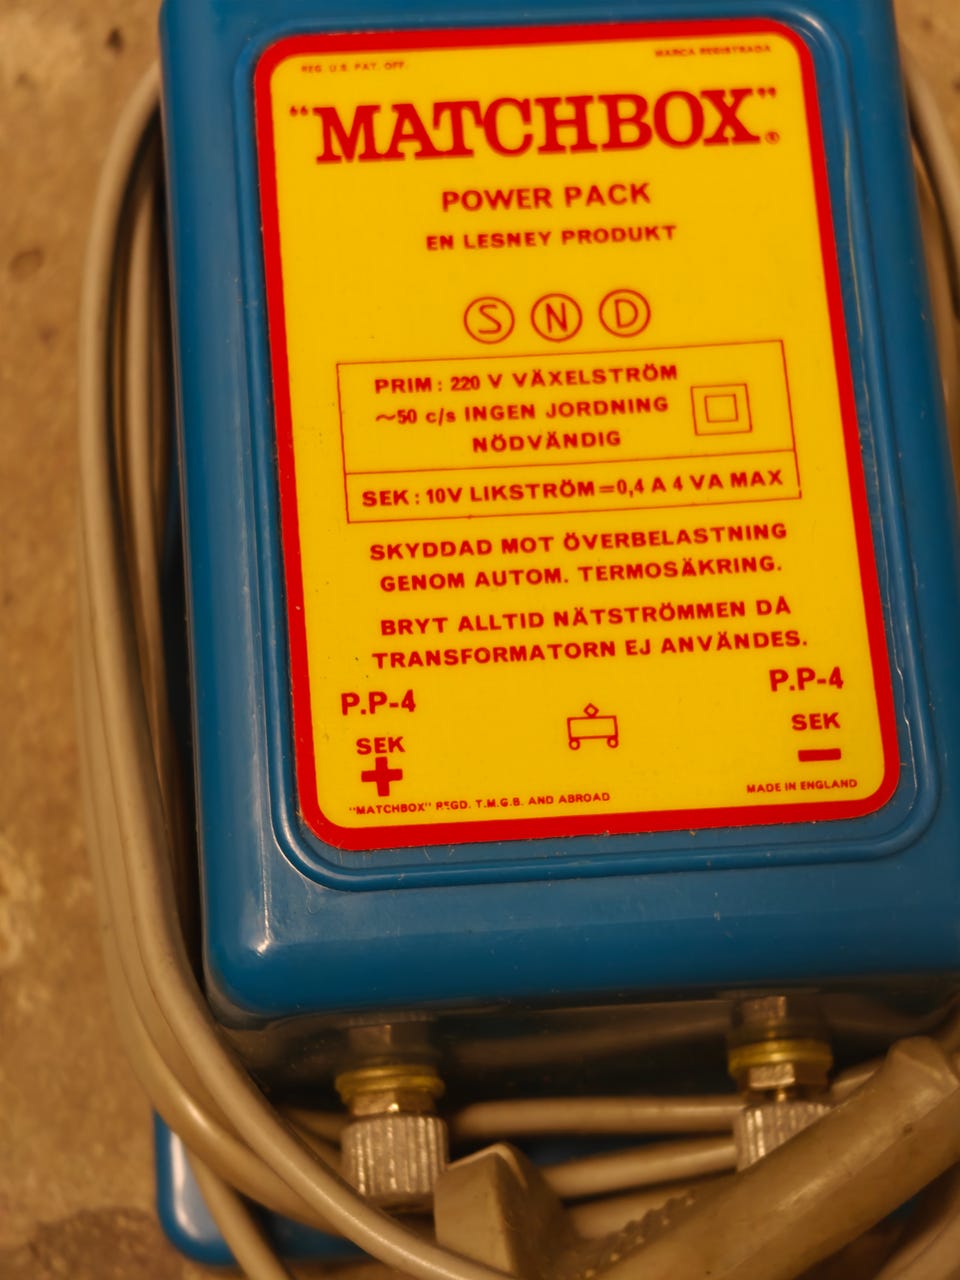 REG. U.S. PAT. OFF.
MARCA REGISTRADA
"MATCHBOX"®
POWER PACK
EN LESNEY PRODUKT
S N D
PRIM: 220 V VÄXELSTRÖM
~50 c/s INGEN JORDNING
NÖDVÄNDIG
SEK: 10V LIKSTRÖM=0,4 A 4 VA MAX
SKYDDAD MOT ÖVERBELASTNING
GENOM AUTOM. TERMOSÄKRING.
BRYT ALLTID NÄTSTRÖMMEN DÅ
TRANSFORMATORN EJ ANVÄNDES.
P.P-4
P.P-4
SEK
SEK
+
−
"MATCHBOX" REGD. T.M.G.B. AND ABROAD
MADE IN ENGLAND